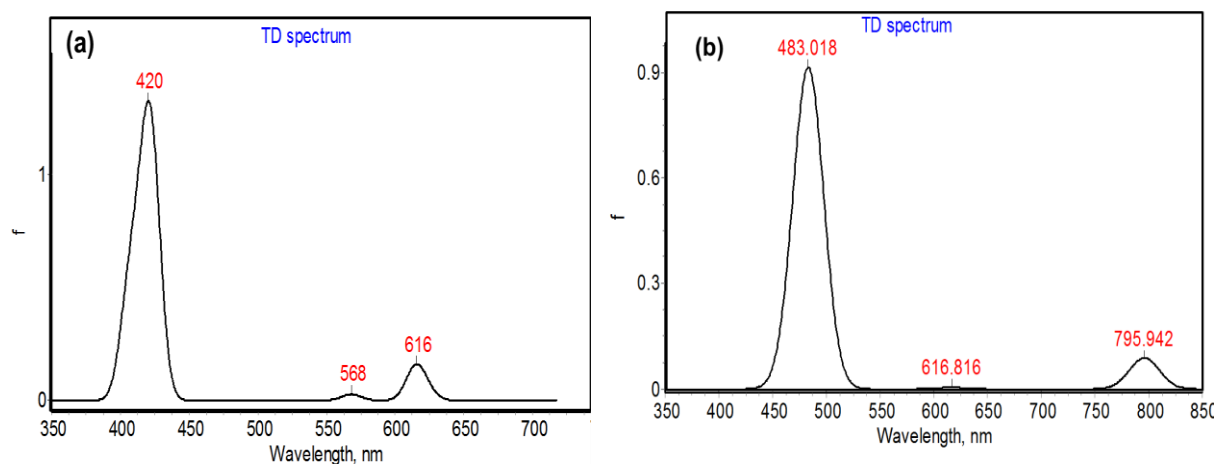 (a)
TD spectrum
420
568
616
1
0
f
350 400 450 500 550 600 650 700
Wavelength, nm
(b)
TD spectrum
483.018
616.816
795.942
0.9
0.6
0.3
0
f
350 400 450 500 550 600 650 700 750 800 850
Wavelength, nm